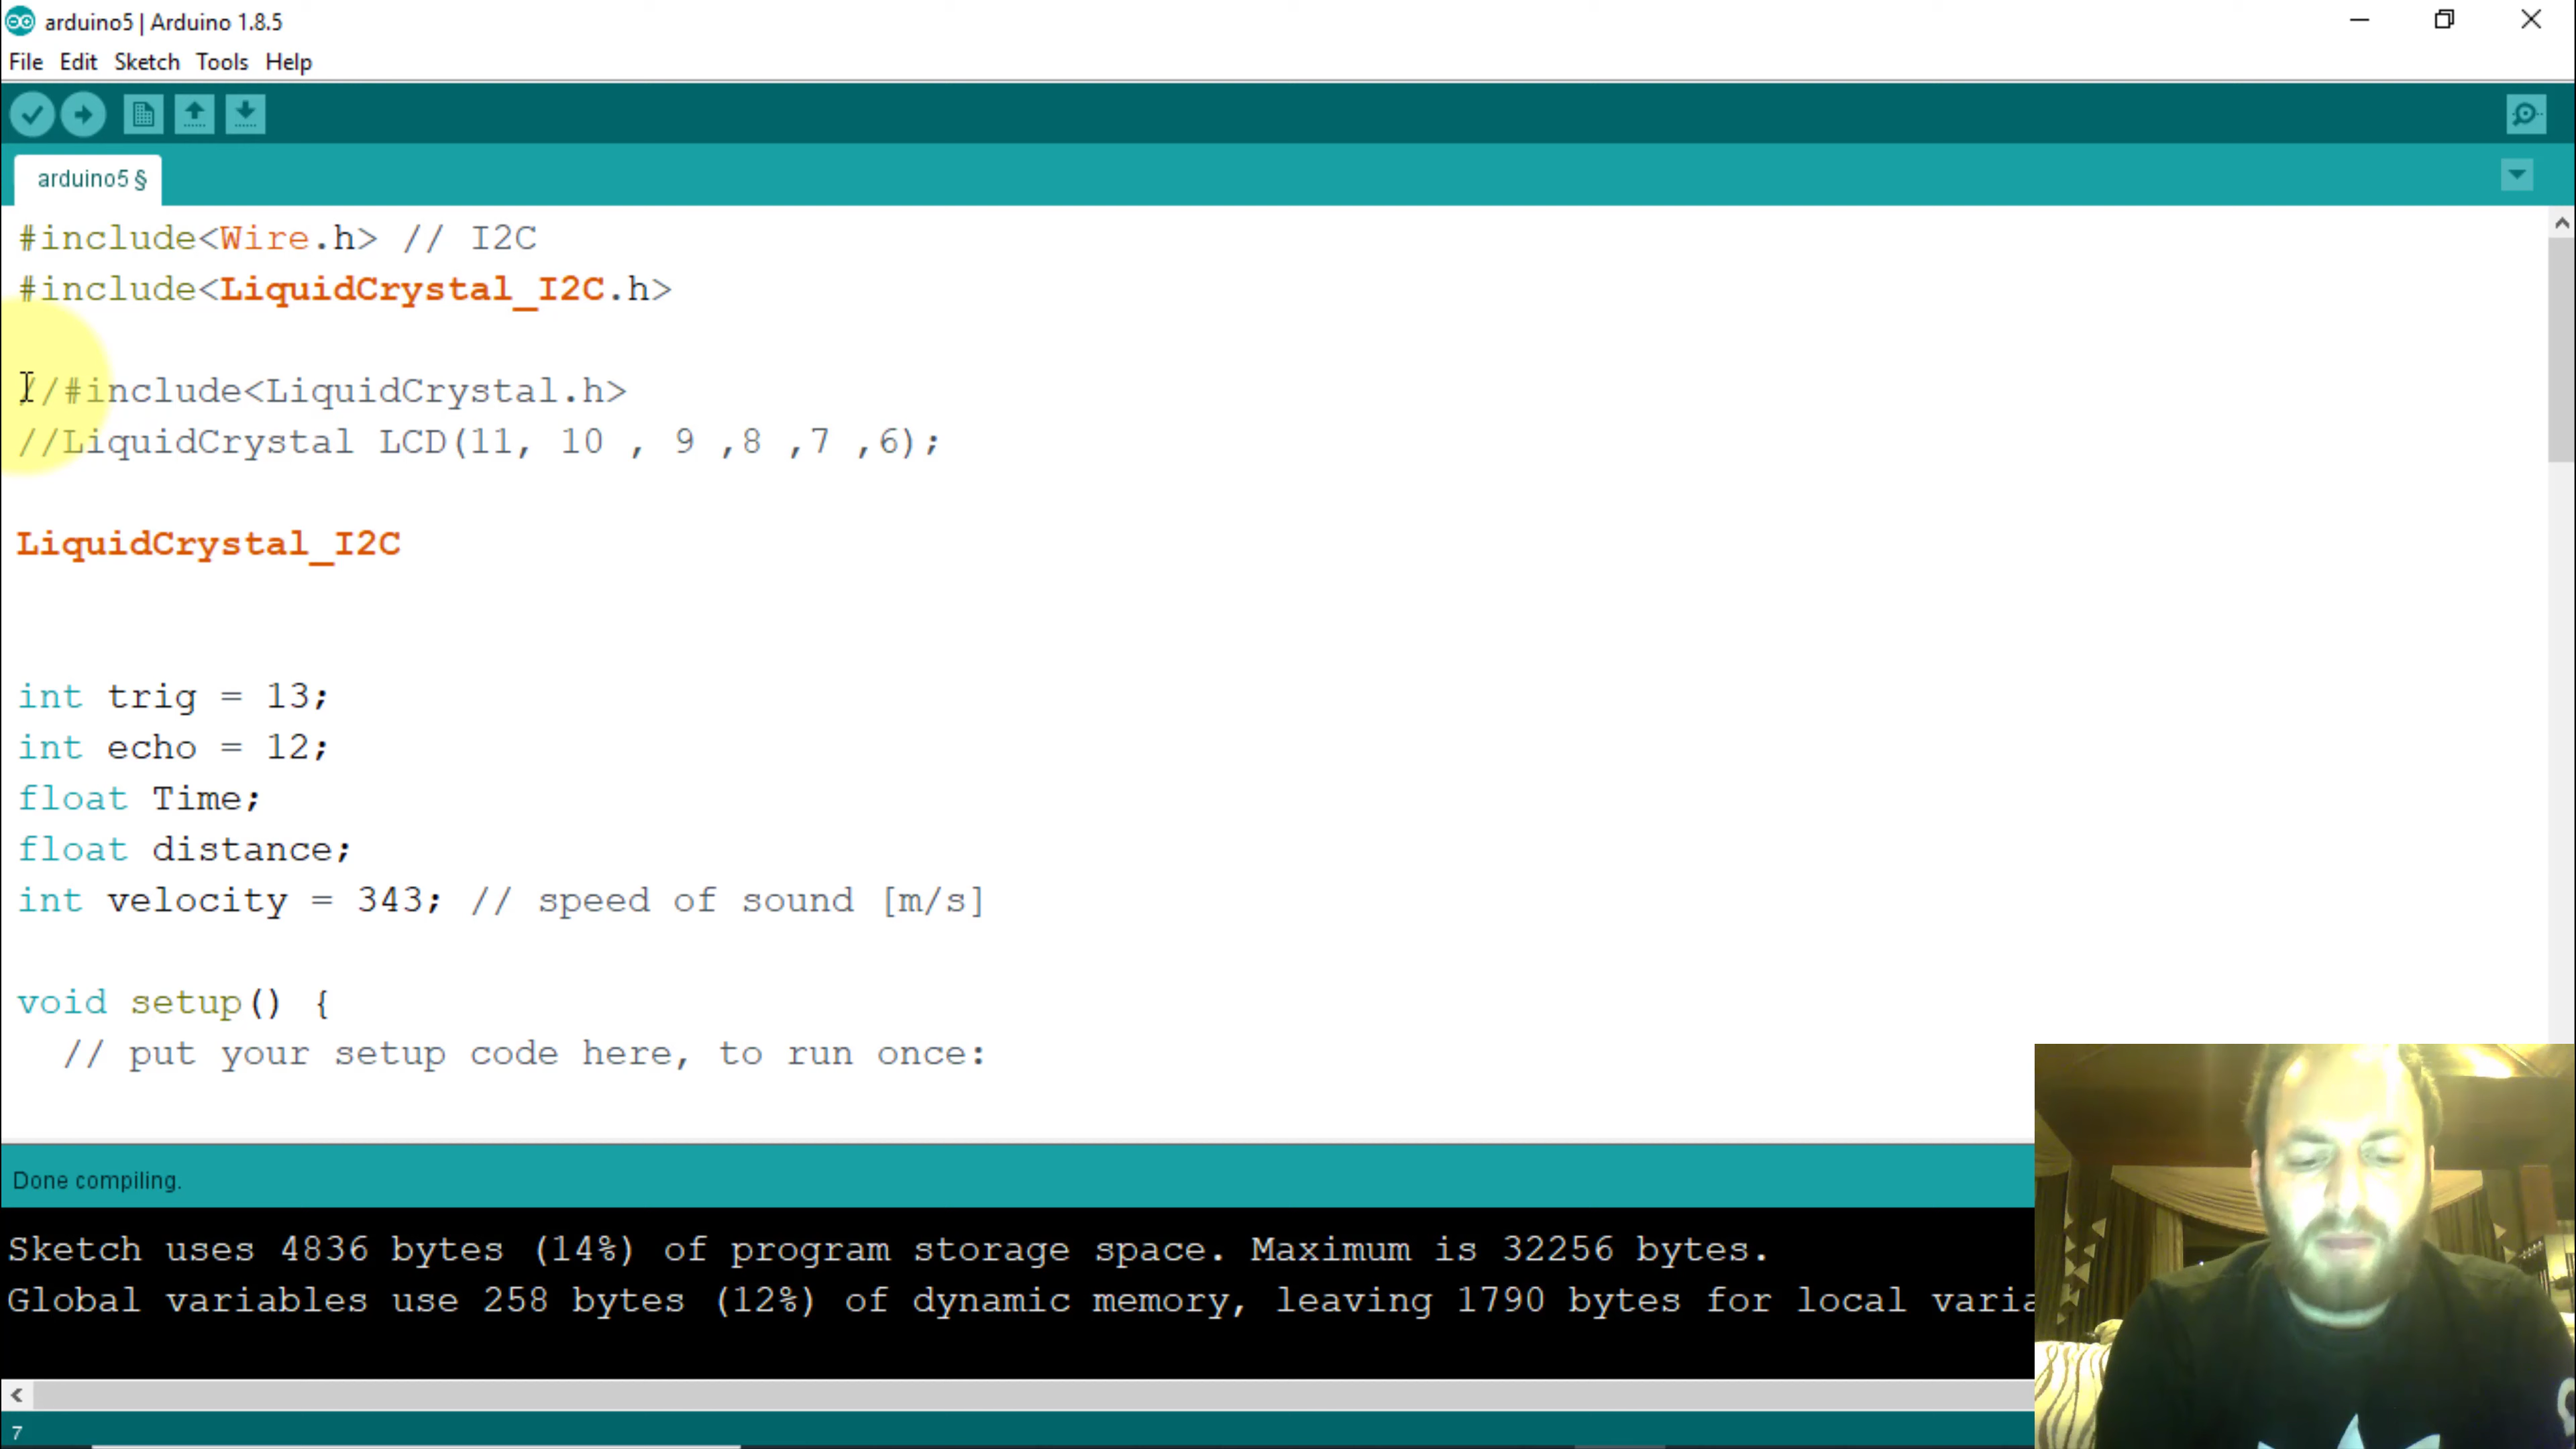 arduino5 | Arduino 1.8.5
File Edit Sketch Tools Help
arduino5 §
#include<Wire.h> // I2C
#include<LiquidCrystal_I2C.h>
//#include<LiquidCrystal.h>
//LiquidCrystal LCD(11, 10 , 9 ,8 ,7 ,6);
LiquidCrystal_I2C
int trig = 13;
int echo = 12;
float Time;
float distance;
int velocity = 343; // speed of sound [m/s]
void setup() {
// put your setup code here, to run once:
Done compiling.
Sketch uses 4836 bytes (14%) of program storage space. Maximum is 32256 bytes.
Global variables use 258 bytes (12%) of dynamic memory, leaving 1790 bytes for local varia
7